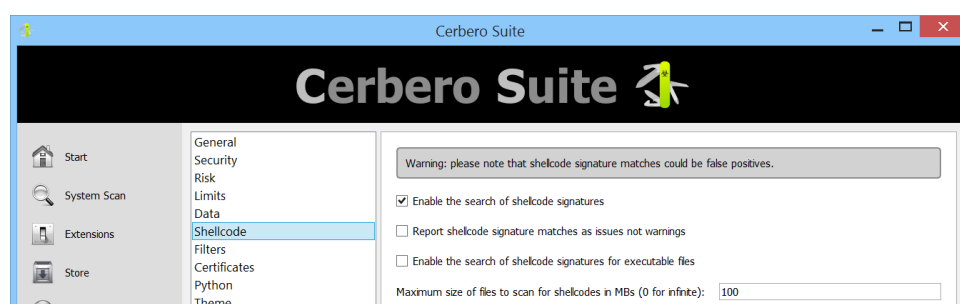 Cerbero Suite
Cerbero Suite
Start
System Scan
Extensions
Store
General
Security
Risk
Limits
Data
Shellcode
Filters
Certificates
Python
Theme
Warning: please note that shellcode signature matches could be false positives.
Enable the search of shellcode signatures
Report shellcode signature matches as issues not warnings
Enable the search of shellcode signatures for executable files
Maximum size of files to scan for shellcodes in MBs (0 for infinite): 100